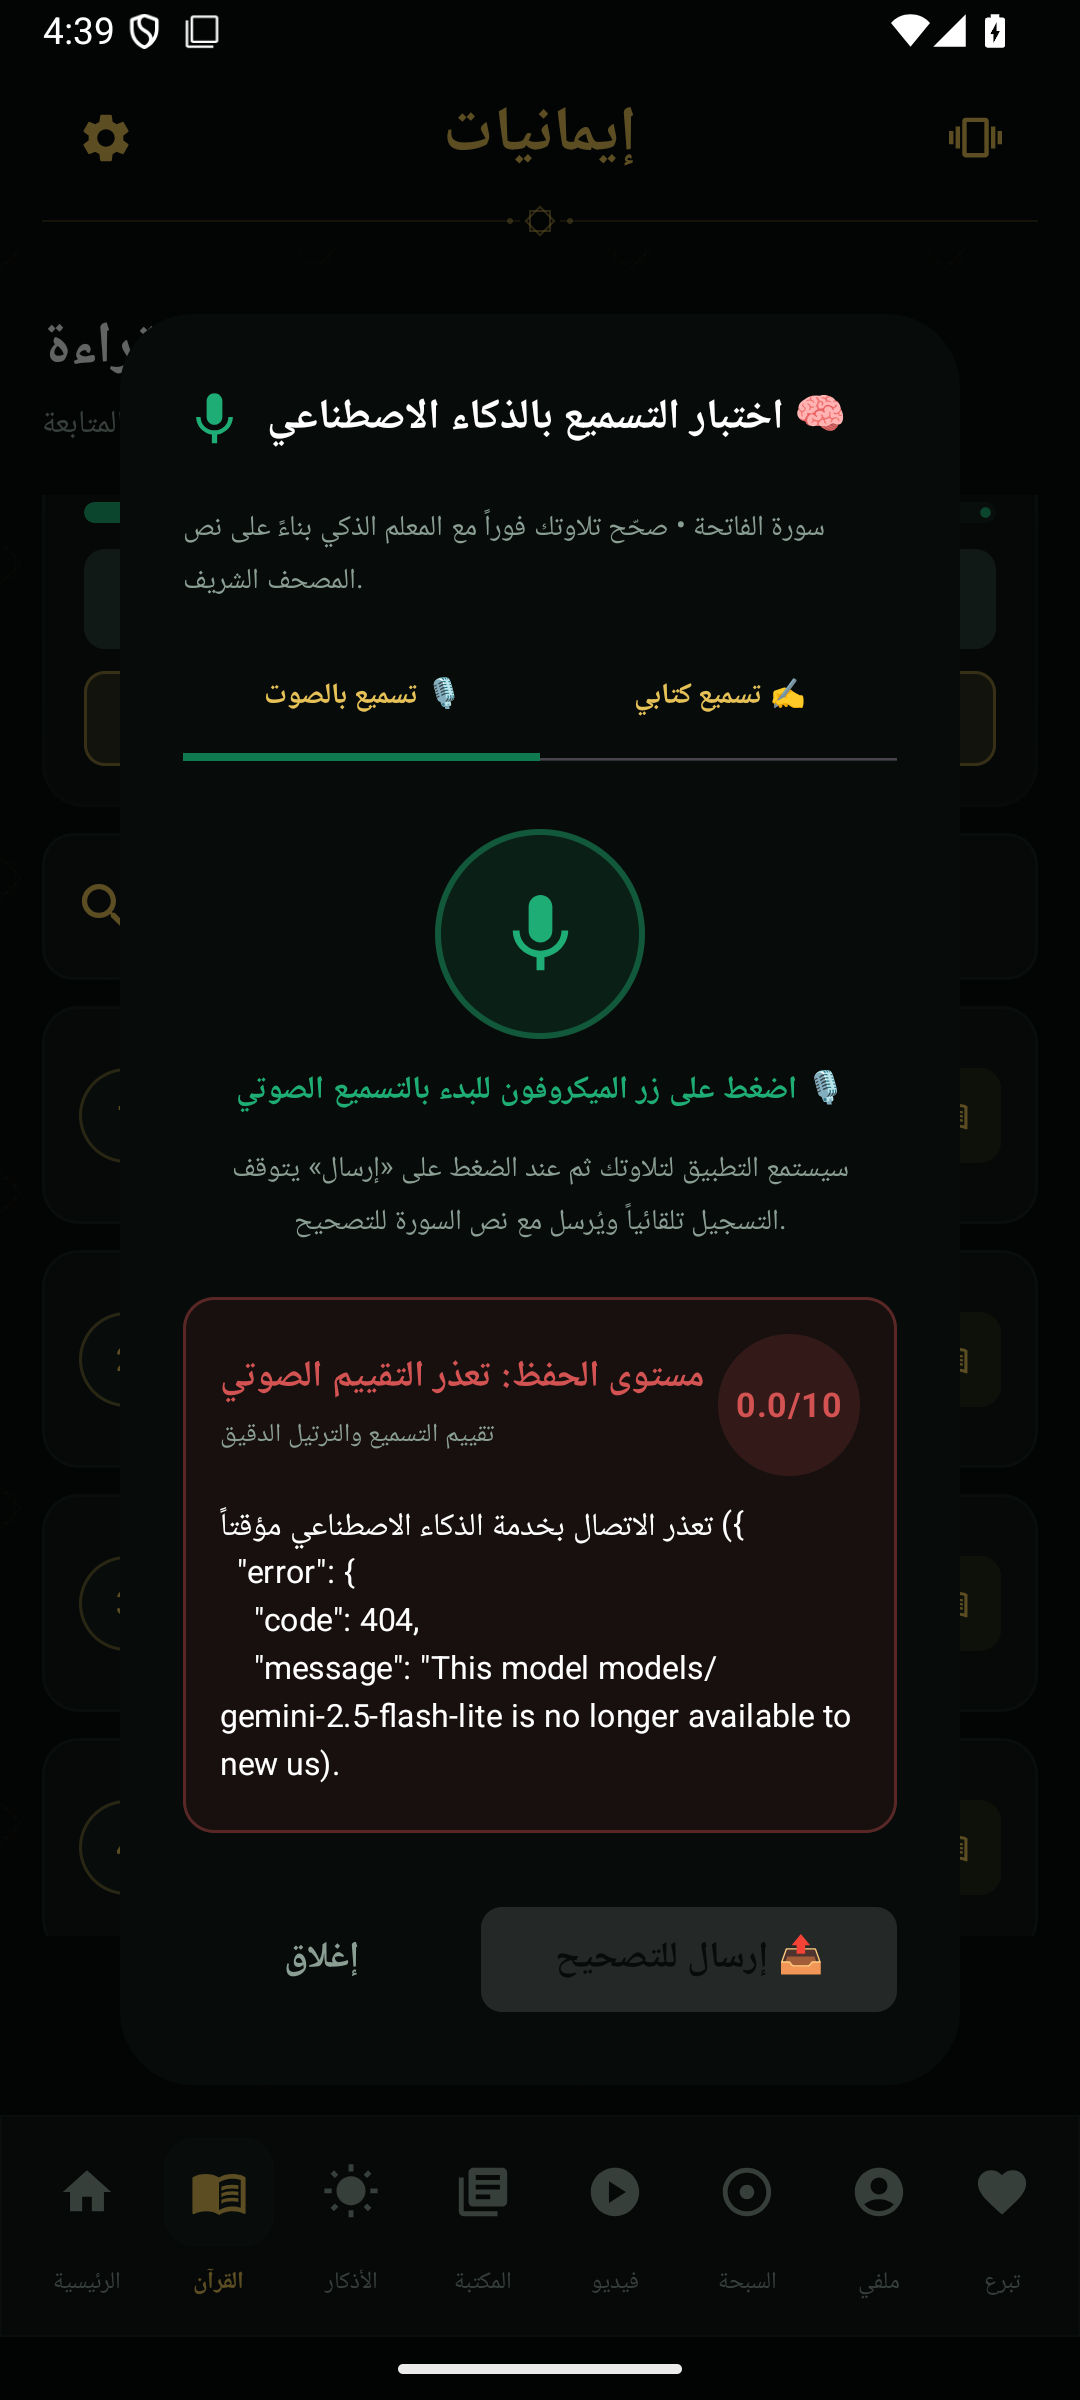 4:39
إيمانيات
المتابعة
🧠 اختبار التسميع بالذكاء الاصطناعي
سورة الفاتحة • صحّح تلاوتك فوراً مع المعلم الذكي بناءً على نص
المصحف الشريف.
🎙️ تسميع بالصوت
✍️ تسميع كتابي
🎙️ اضغط على زر الميكروفون للبدء بالتسميع الصوتي
سيستمع التطبيق لتلاوتك ثم عند الضغط على «إرسال» يتوقف
التسجيل تلقائياً ويُرسل مع نص السورة للتصحيح.
مستوى الحفظ: تعذر التقييم الصوتي
0.0/10
تقييم التسميع والترتيل الدقيق
تعذر الاتصال بخدمة الذكاء الاصطناعي مؤقتاً ({
"error": {
"code": 404,
"message": "This model models/
gemini-2.5-flash-lite is no longer available to
new us).
إغلاق
📤 إرسال للتصحيح
الرئيسية
القرآن
الأذكار
المكتبة
فيديو
السبحة
ملفي
تبرع